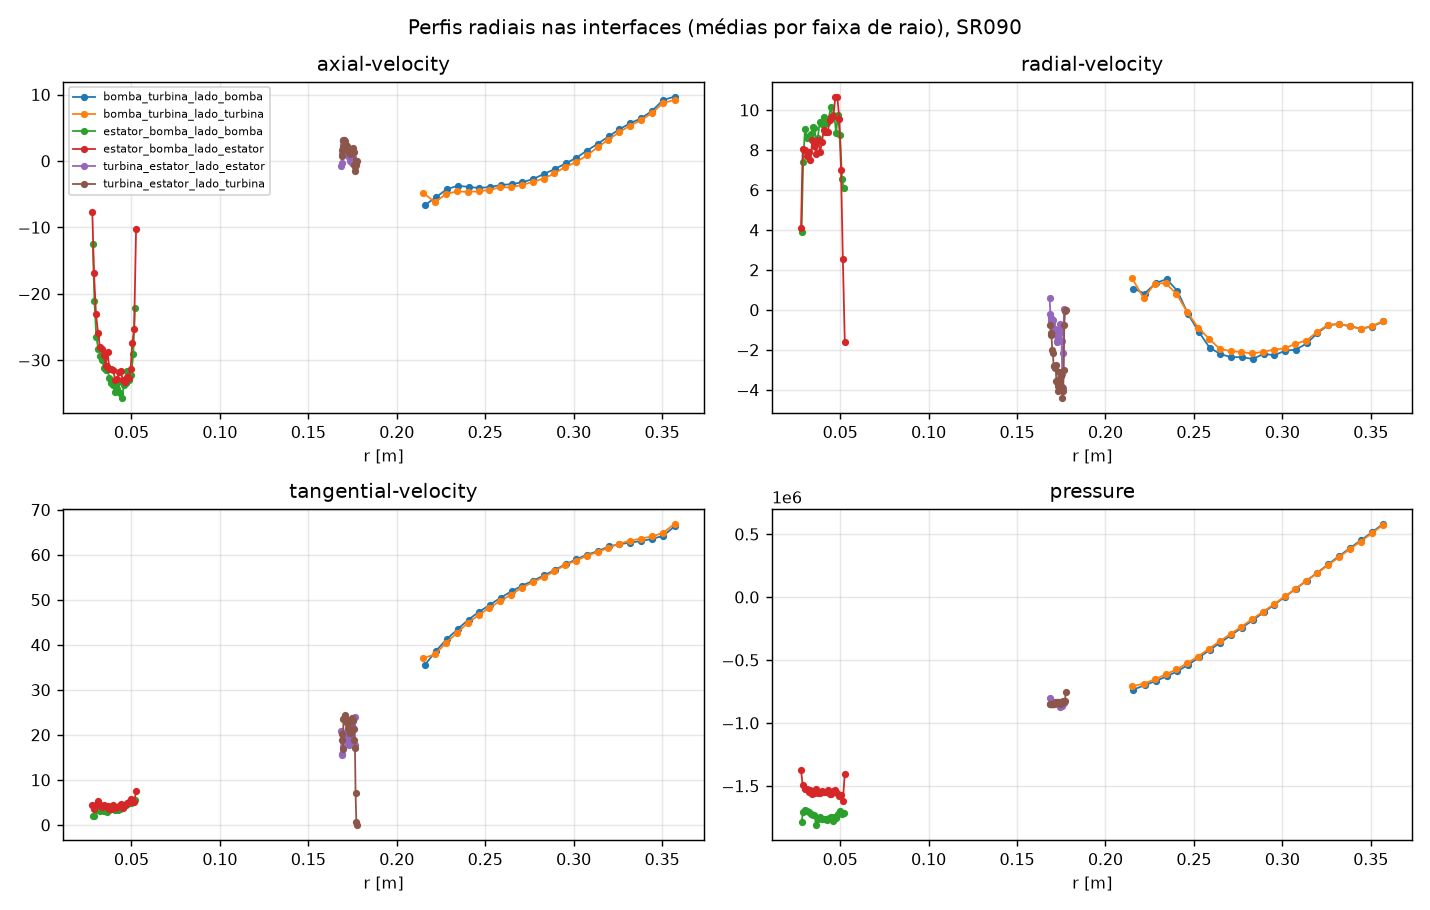 Perfis radiais nas interfaces (médias por faixa de raio), SR090
axial-velocity
10
0
−10
−20
−30
bomba_turbina_lado_bomba
bomba_turbina_lado_turbina
estator_bomba_lado_bomba
estator_bomba_lado_estator
turbina_estator_lado_estator
turbina_estator_lado_turbina
0.05 0.10 0.15 0.20 0.25 0.30 0.35
r [m]
radial-velocity
10
8
6
4
2
0
−2
−4
0.05 0.10 0.15 0.20 0.25 0.30 0.35
r [m]
tangential-velocity
70
60
50
40
30
20
10
0
0.05 0.10 0.15 0.20 0.25 0.30 0.35
r [m]
pressure
1e6
0.5
0.0
−0.5
−1.0
−1.5
0.05 0.10 0.15 0.20 0.25 0.30 0.35
r [m]